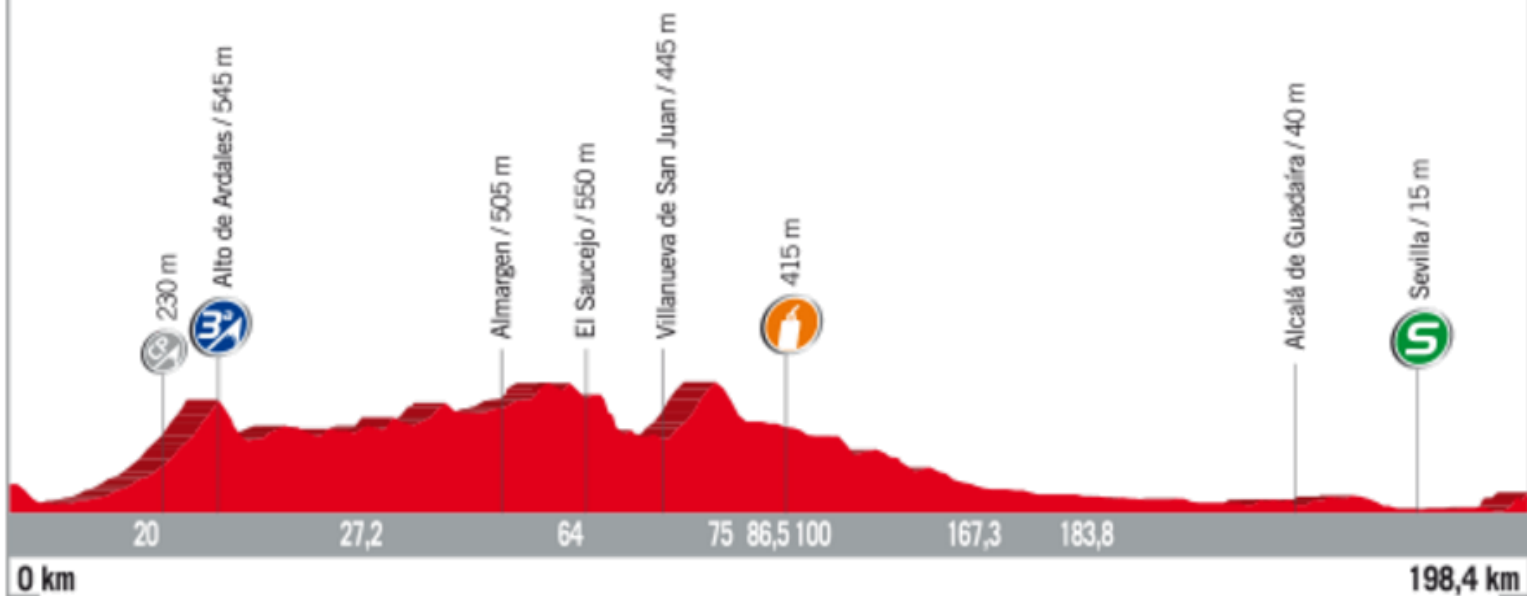 CP
230 m
3ª
Alto de Ardales / 545 m
Almargen / 505 m
El Saucejo / 550 m
Villanueva de San Juan / 445 m
415 m
Alcalá de Guadaíra / 40 m
S
Sevilla / 15 m
20 27,2 64 75 86,5 100 167,3 183,8
0 km 198,4 km